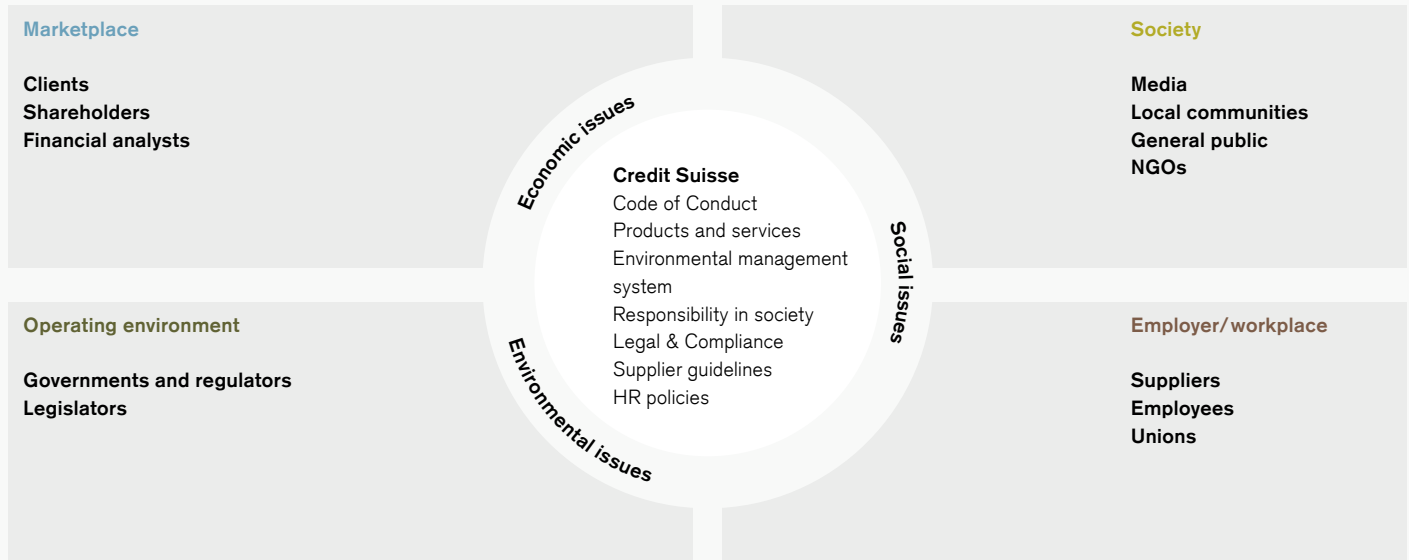 Marketplace
Clients
Shareholders
Financial analysts
Society
Media
Local communities
General public
NGOs
Economic issues
Credit Suisse
Code of Conduct
Products and services
Environmental management
system
Responsibility in society
Legal & Compliance
Supplier guidelines
HR policies
Social issues
Environmental issues
Operating environment
Governments and regulators
Legislators
Employer/workplace
Suppliers
Employees
Unions